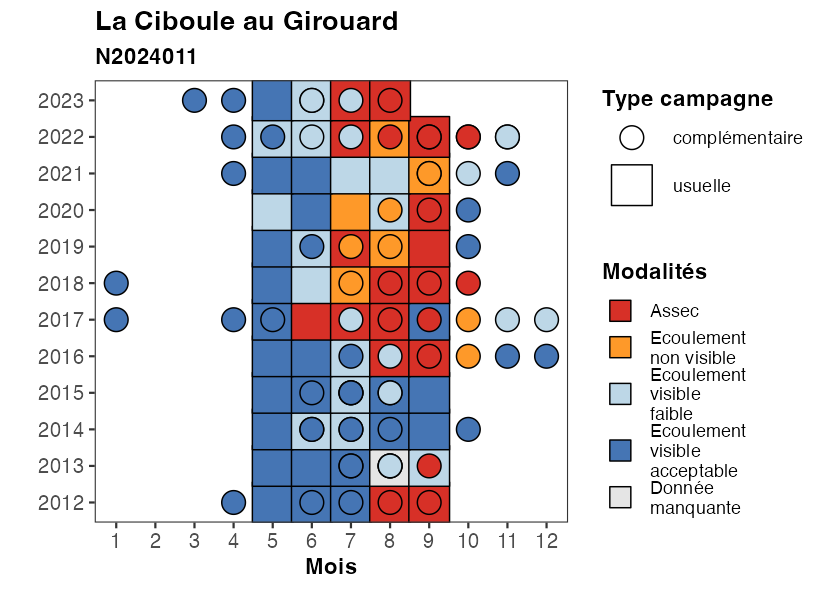 La Ciboule au Girouard
N2024011
2023
2022
2021
2020
2019
2018
2017
2016
2015
2014
2013
2012
1 2 3 4 5 6 7 8 9 10 11 12
Mois
Type campagne
complémentaire
usuelle
Modalités
Assec
Ecoulement
non visible
Ecoulement
visible
faible
Ecoulement
visible
acceptable
Donnée
manquante